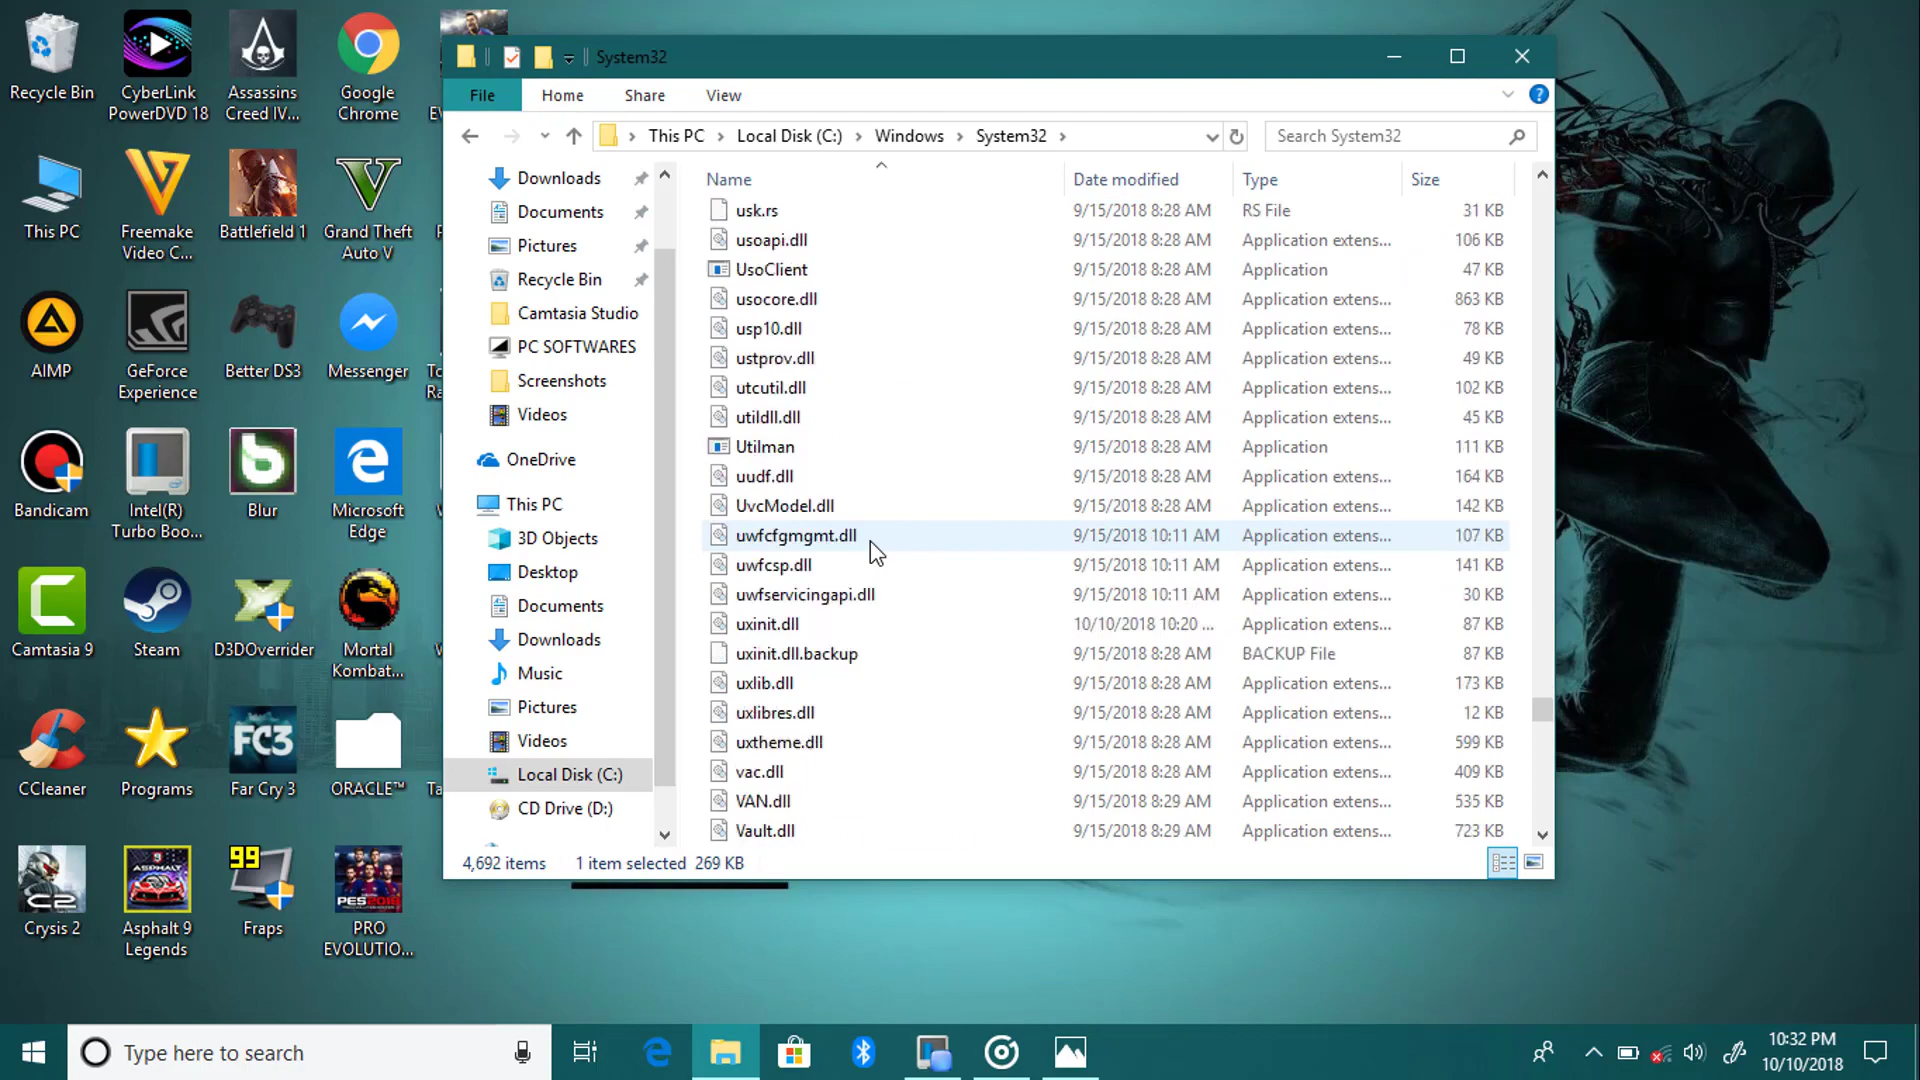 Recycle Bin
CyberLink
PowerDVD 18
Assassins
Creed IV...
Google
Chrome
This PC
Freemake
Video C...
Battlefield 1
Grand Theft
Auto V
AIMP
GeForce
Experience
Better DS3
Messenger
Bandicam
Intel(R)
Turbo Boo...
Blur
Microsoft
Edge
Camtasia 9
Steam
D3DOverrider
Mortal
Kombat...
CCleaner
Programs
FC3
Far Cry 3
ORACLE™
C2
Crysis 2
ASPHALT
Asphalt 9
Legends
99
Fraps
PES2018
PRO
EVOLUTIO...
System32
File Home Share View
This PC Local Disk (C:) Windows System32
Search System32
Downloads
Documents
Pictures
Recycle Bin
Camtasia Studio
PC SOFTWARES
Screenshots
Videos
OneDrive
This PC
3D Objects
Desktop
Documents
Downloads
Music
Pictures
Videos
Local Disk (C:)
CD Drive (D:)
Name Date modified Type Size
usk.rs 9/15/2018 8:28 AM RS File 31 KB
usoapi.dll 9/15/2018 8:28 AM Application extens... 106 KB
UsoClient 9/15/2018 8:28 AM Application 47 KB
usocore.dll 9/15/2018 8:28 AM Application extens... 863 KB
usp10.dll 9/15/2018 8:28 AM Application extens... 78 KB
ustprov.dll 9/15/2018 8:28 AM Application extens... 49 KB
utcutil.dll 9/15/2018 8:28 AM Application extens... 102 KB
utildll.dll 9/15/2018 8:28 AM Application extens... 45 KB
Utilman 9/15/2018 8:28 AM Application 111 KB
uudf.dll 9/15/2018 8:28 AM Application extens... 164 KB
UvcModel.dll 9/15/2018 8:28 AM Application extens... 142 KB
uwfcfgmgmt.dll 9/15/2018 10:11 AM Application extens... 107 KB
uwfcsp.dll 9/15/2018 10:11 AM Application extens... 141 KB
uwfservicingapi.dll 9/15/2018 10:11 AM Application extens... 30 KB
uxinit.dll 10/10/2018 10:20 ... Application extens... 87 KB
uxinit.dll.backup 9/15/2018 8:28 AM BACKUP File 87 KB
uxlib.dll 9/15/2018 8:28 AM Application extens... 173 KB
uxlibres.dll 9/15/2018 8:28 AM Application extens... 12 KB
uxtheme.dll 9/15/2018 8:28 AM Application extens... 599 KB
vac.dll 9/15/2018 8:28 AM Application extens... 409 KB
VAN.dll 9/15/2018 8:29 AM Application extens... 535 KB
Vault.dll 9/15/2018 8:29 AM Application extens... 723 KB
4,692 items 1 item selected 269 KB
Type here to search
10:32 PM
10/10/2018